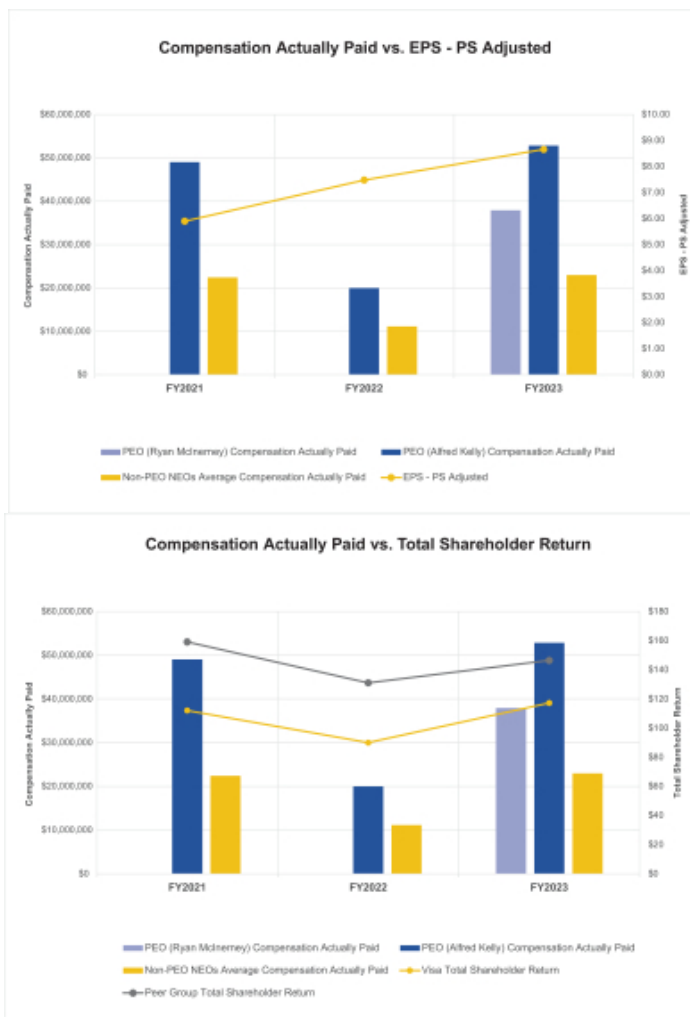 Compensation Actually Paid vs. EPS - PS Adjusted
$60,000,000
$50,000,000
$40,000,000
$30,000,000
$20,000,000
$10,000,000
$0
Compensation Actually Paid
$10.00
$9.00
$8.00
$7.00
$6.00
$5.00
$4.00
$3.00
$2.00
$1.00
$0.00
EPS - PS Adjusted
FY2021 FY2022 FY2023
PEO (Ryan McInerney) Compensation Actually Paid PEO (Alfred Kelly) Compensation Actually Paid
Non-PEO NEOs Average Compensation Actually Paid EPS - PS Adjusted
Compensation Actually Paid vs. Total Shareholder Return
$60,000,000
$50,000,000
$40,000,000
$30,000,000
$20,000,000
$10,000,000
$0
Compensation Actually Paid
$180
$160
$140
$120
$100
$80
$60
$40
$20
$0
Total Shareholder Return
FY2021 FY2022 FY2023
PEO (Ryan McInerney) Compensation Actually Paid PEO (Alfred Kelly) Compensation Actually Paid
Non-PEO NEOs Average Compensation Actually Paid Visa Total Shareholder Return
Peer Group Total Shareholder Return